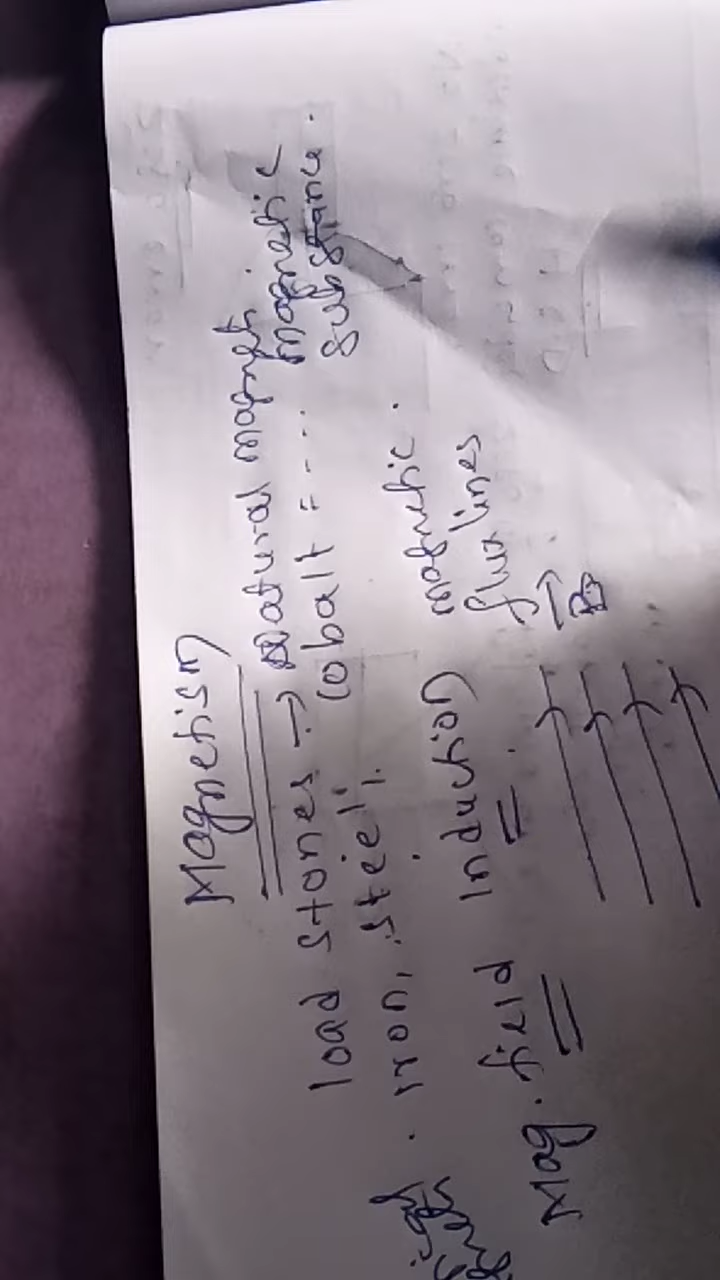 Magnetism
load stones → Natural magnet.
iron, steel, cobalt = - - - . magnetic substance.
Mag. field Induction magnetic flux lines
B